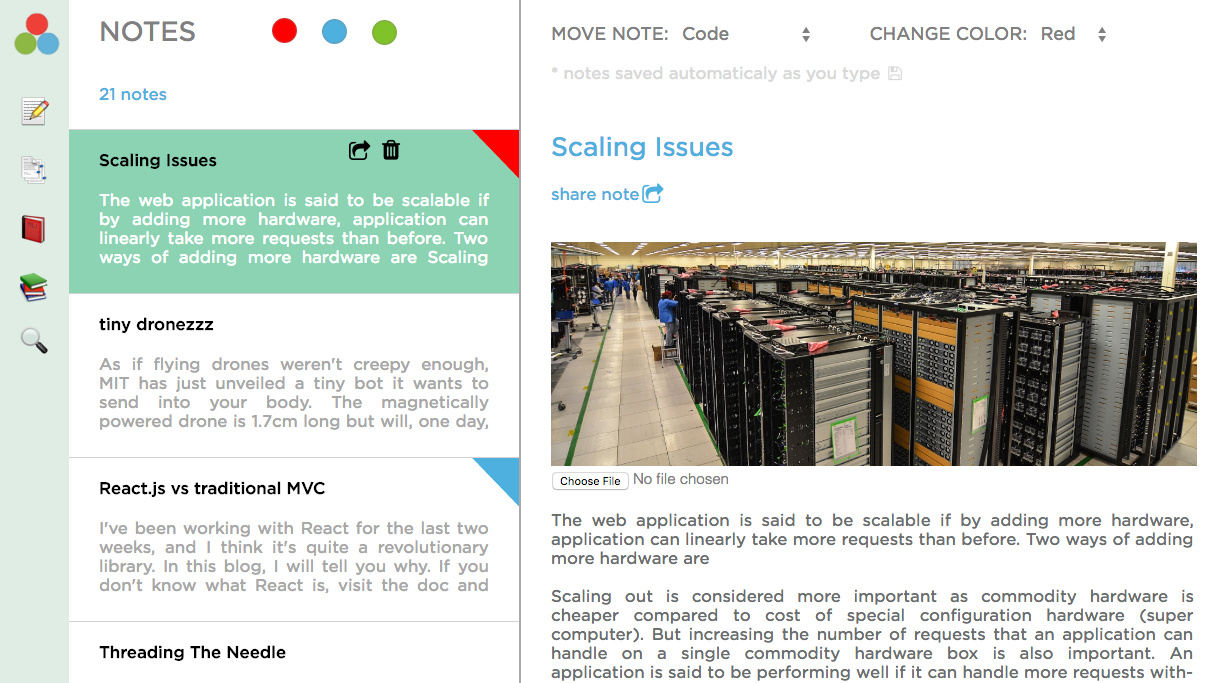 NOTES
21 notes
Scaling Issues
The web application is said to be scalable if
by adding more hardware, application can
linearly take more requests than before. Two
ways of adding more hardware are Scaling
tiny dronezzz
As if flying drones weren't creepy enough,
MIT has just unveiled a tiny bot it wants to
send into your body. The magnetically
powered drone is 1.7cm long but will, one day,
React.js vs traditional MVC
I've been working with React for the last two
weeks, and I think it's quite a revolutionary
library. In this blog, I will tell you why. If you
don't know what React is, visit the doc and
Threading The Needle
MOVE NOTE: Code
CHANGE COLOR: Red
* notes saved automaticaly as you type
Scaling Issues
share note
Choose File No file chosen
The web application is said to be scalable if by adding more hardware,
application can linearly take more requests than before. Two ways of adding
more hardware are
Scaling out is considered more important as commodity hardware is
cheaper compared to cost of special configuration hardware (super
computer). But increasing the number of requests that an application can
handle on a single commodity hardware box is also important. An
application is said to be performing well if it can handle more requests with-